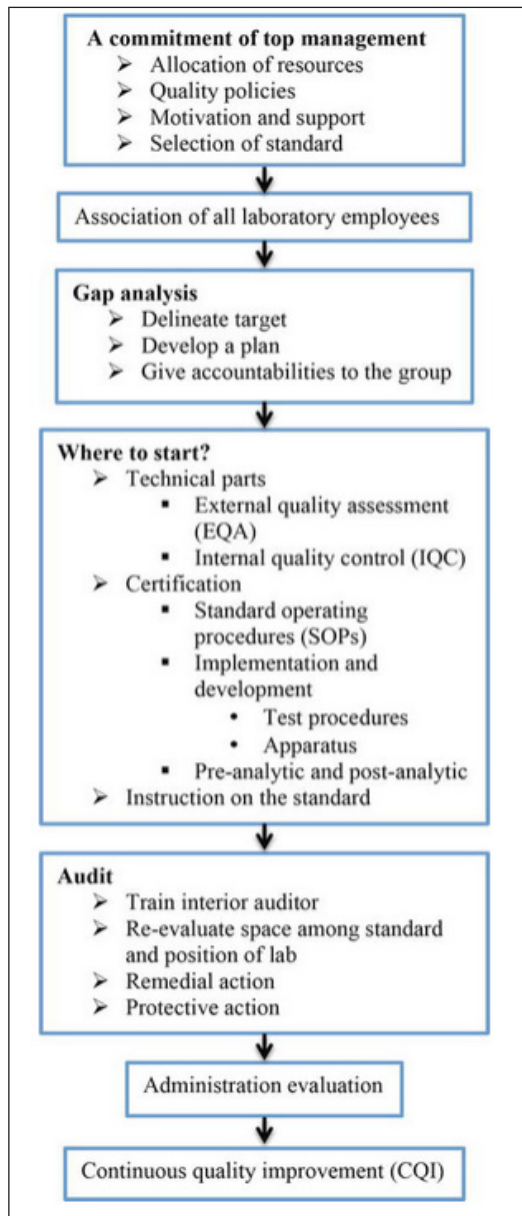 A commitment of top management
➢ Allocation of resources
➢ Quality policies
➢ Motivation and support
➢ Selection of standard
Association of all laboratory employees
Gap analysis
➢ Delineate target
➢ Develop a plan
➢ Give accountabilities to the group
Where to start?
➢ Technical parts
▪ External quality assessment
(EQA)
▪ Internal quality control (IQC)
➢ Certification
▪ Standard operating
procedures (SOPs)
▪ Implementation and
development
• Test procedures
• Apparatus
▪ Pre-analytic and post-analytic
➢ Instruction on the standard
Audit
➢ Train interior auditor
➢ Re-evaluate space among standard
and position of lab
➢ Remedial action
➢ Protective action
Administration evaluation
Continuous quality improvement (CQI)